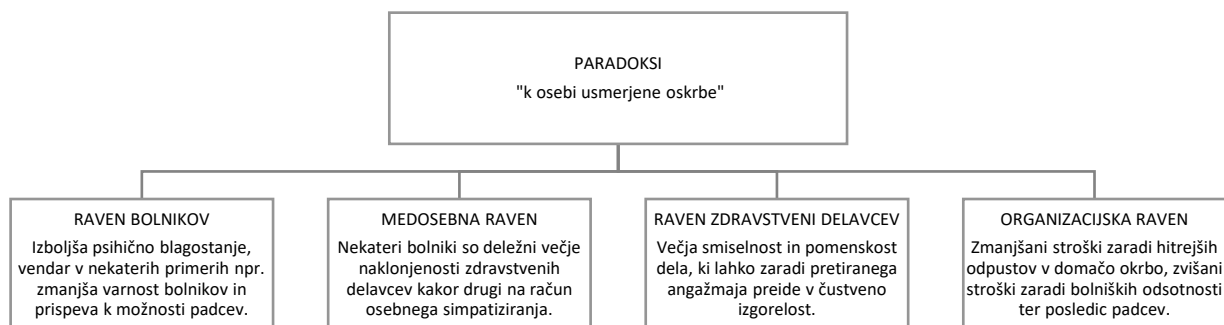 PARADOKSI
"k osebi usmerjene oskrbe"
RAVEN BOLNIKOV
Izboljša psihično blagostanje,
vendar v nekaterih primerih npr.
zmanjša varnost bolnikov in
prispeva k možnosti padcev.
MEDOSEBNA RAVEN
Nekateri bolniki so deležni večje
naklonjenosti zdravstvenih
delavcev kakor drugi na račun
osebnega simpatiziranja.
RAVEN ZDRAVSTVENI DELAVCEV
Večja smiselnost in pomenskost
dela, ki lahko zaradi pretiranega
angažmaja preide v čustveno
izgorelost.
ORGANIZACIJSKA RAVEN
Zmanjšani stroški zaradi hitrejših
odpustov v domačo okrbo, zvišani
stroški zaradi bolniških odsotnosti
ter posledic padcev.